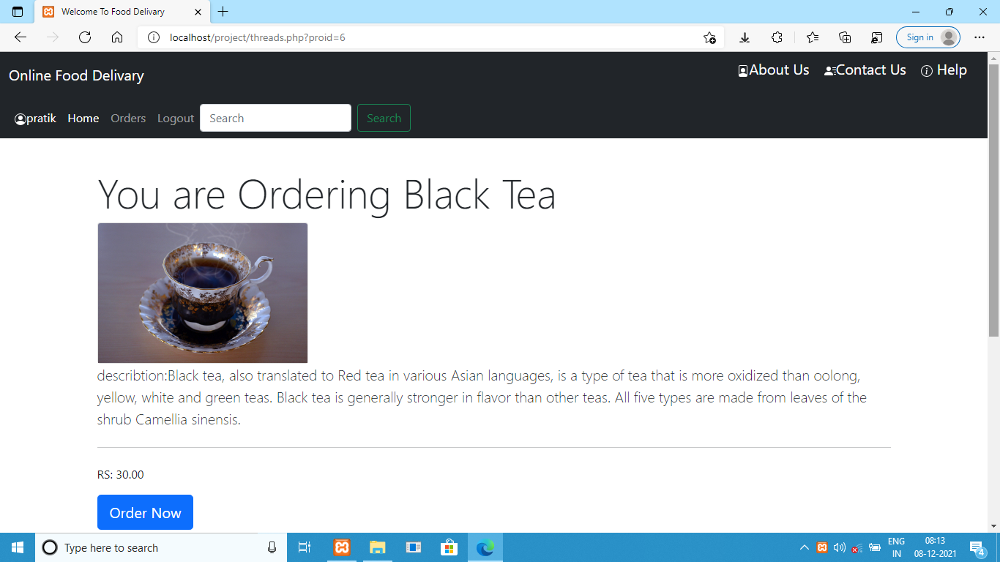 Welcome To Food Delivary
localhost/project/threads.php?proid=6
Sign in
Online Food Delivary
About Us
Contact Us
Help
pratik
Home
Orders
Logout
Search
Search
You are Ordering Black Tea
describtion:Black tea, also translated to Red tea in various Asian languages, is a type of tea that is more oxidized than oolong,
yellow, white and green teas. Black tea is generally stronger in flavor than other teas. All five types are made from leaves of the
shrub Camellia sinensis.
RS: 30.00
Order Now
Type here to search
ENG
IN
08:13
08-12-2021
4